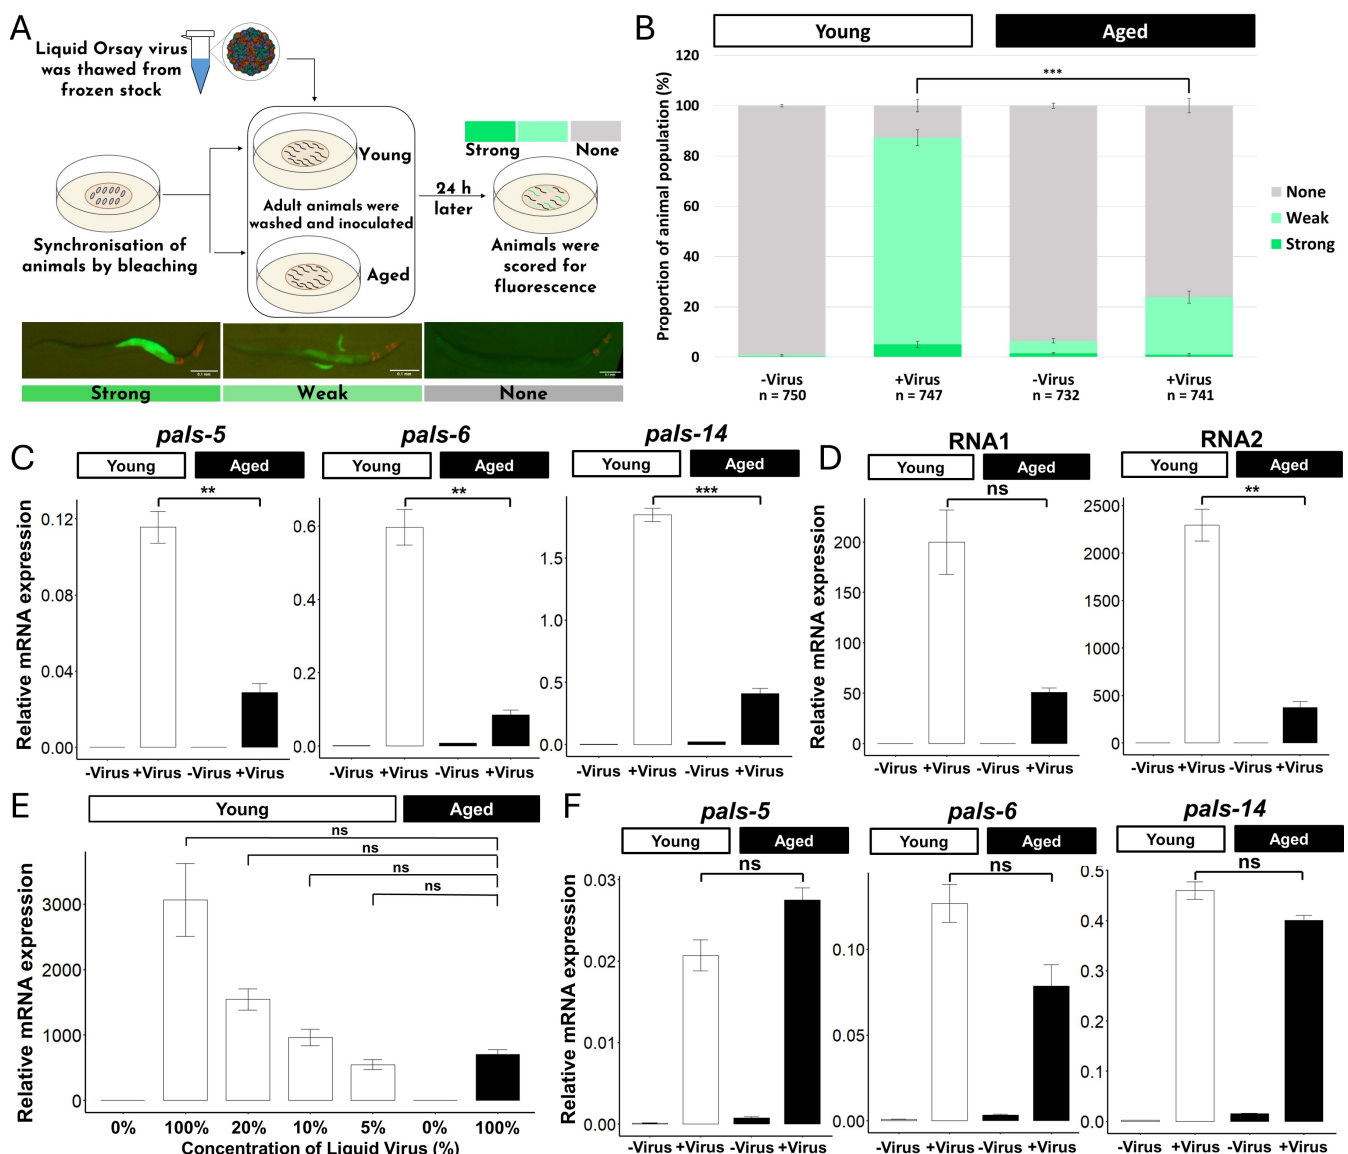 A
Liquid Orsay virus
was thawed from
frozen stock
Synchronisation of
animals by bleaching
Young
Adult animals were
washed and inoculated
Aged
24 h
later
Strong None
Animals were
scored for
fluorescence
0.1 mm
0.1 mm
0.1 mm
Strong Weak None
B
Young Aged
Proportion of animal population (%)
120
100
80
60
40
20
0
***
-Virus +Virus -Virus +Virus
n = 750 n = 747 n = 732 n = 741
None
Weak
Strong
C
pals-5
Young Aged
**
Relative mRNA expression
0.12
0.08
0.04
0.00
-Virus +Virus -Virus +Virus
pals-6
Young Aged
**
0.6
0.4
0.2
0.0
-Virus +Virus -Virus +Virus
pals-14
Young Aged
***
1.5
1.0
0.5
0.0
-Virus +Virus -Virus +Virus
D
RNA1
Young Aged
ns
Relative mRNA expression
200
150
100
50
0
-Virus +Virus -Virus +Virus
RNA2
Young Aged
**
2500
2000
1500
1000
500
0
-Virus +Virus -Virus +Virus
E
Young Aged
ns
ns
ns
ns
Relative mRNA expression
3000
2000
1000
0
0% 100% 20% 10% 5% 0% 100%
Concentration of Liquid Virus (%)
F
pals-5
Young Aged
ns
Relative mRNA expression
0.03
0.02
0.01
0.00
-Virus +Virus -Virus +Virus
pals-6
Young Aged
ns
0.10
0.05
0.00
-Virus +Virus -Virus +Virus
pals-14
Young Aged
ns
0.5
0.4
0.3
0.2
0.1
0.0
-Virus +Virus -Virus +Virus